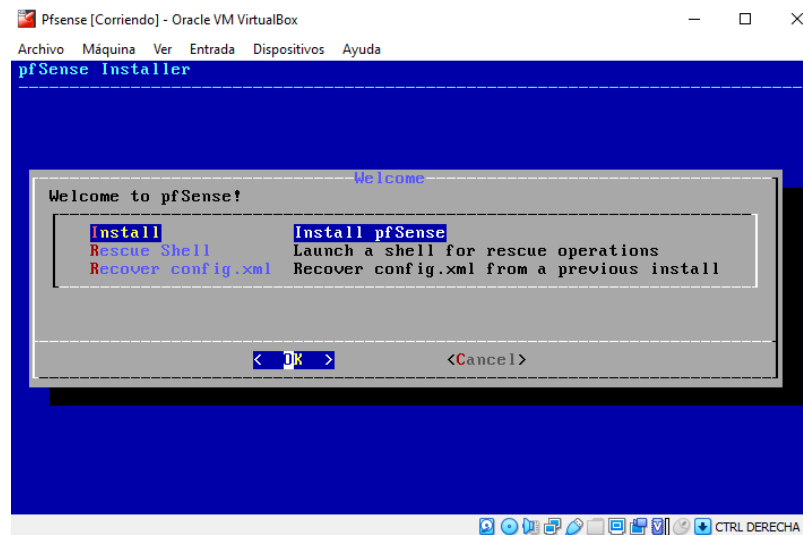 Pfsense [Corriendo] - Oracle VM VirtualBox
Archivo Máquina Ver Entrada Dispositivos Ayuda
pfSense Installer
Welcome
Welcome to pfSense!
Install Install pfSense
Rescue Shell Launch a shell for rescue operations
Recover config.xml Recover config.xml from a previous install
< OK > <Cancel>
CTRL DERECHA